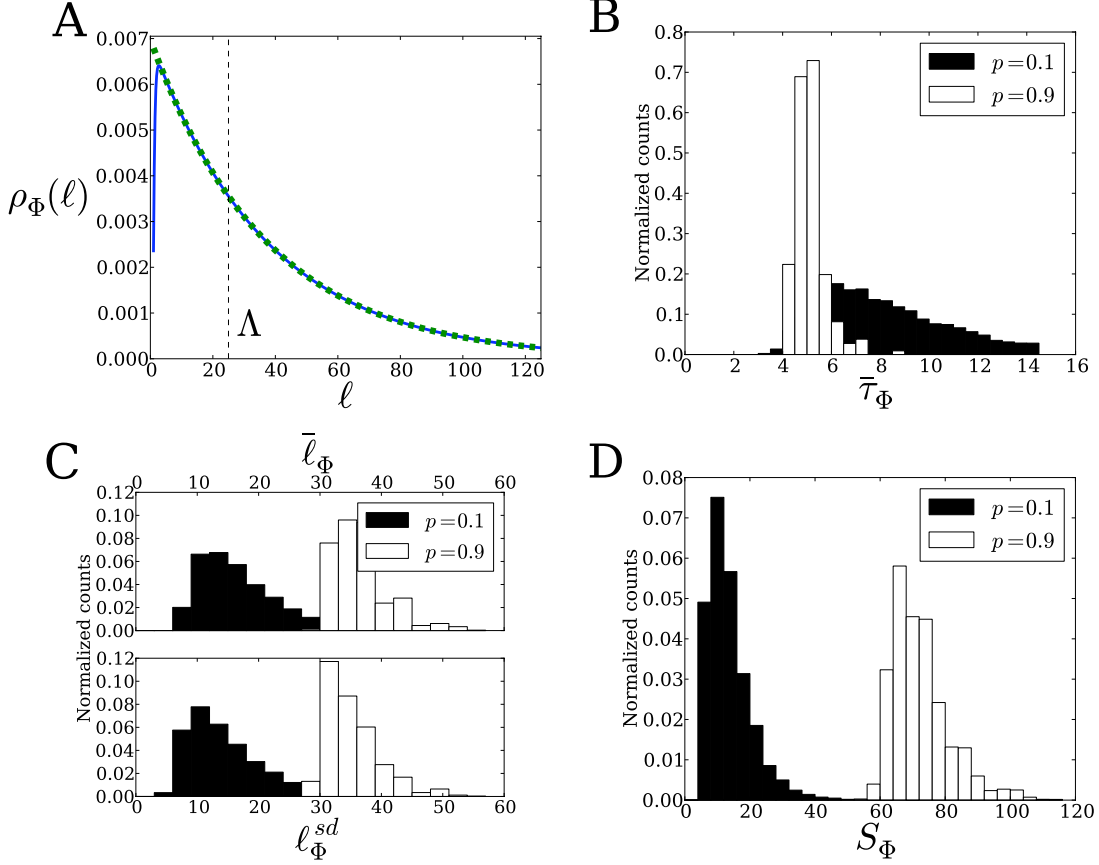 A
0.007
0.006
0.005
0.004
0.003
0.002
0.001
0.000
ρΦ(ℓ)
Λ
0 20 40 60 80 100 120
ℓ
B
0.8
0.7
0.6
0.5
0.4
0.3
0.2
0.1
0.0
Normalized counts
p=0.1
p=0.9
0 2 4 6 8 10 12 14 16
τ̄Φ
C
ℓ̄Φ
0 10 20 30 40 50 60
0.12
0.10
0.08
0.06
0.04
0.02
0.00
p=0.1
p=0.9
Normalized counts
0.12
0.10
0.08
0.06
0.04
0.02
0.00
0 10 20 30 40 50 60
ℓΦ^sd
D
0.08
0.07
0.06
0.05
0.04
0.03
0.02
0.01
0.00
Normalized counts
p=0.1
p=0.9
0 20 40 60 80 100 120
SΦ